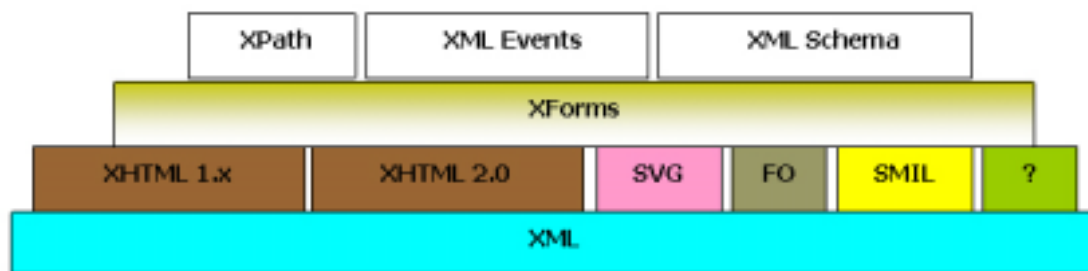 XPath XML Events XML Schema
XForms
XHTML 1.x XHTML 2.0 SVG FO SMIL ?
XML